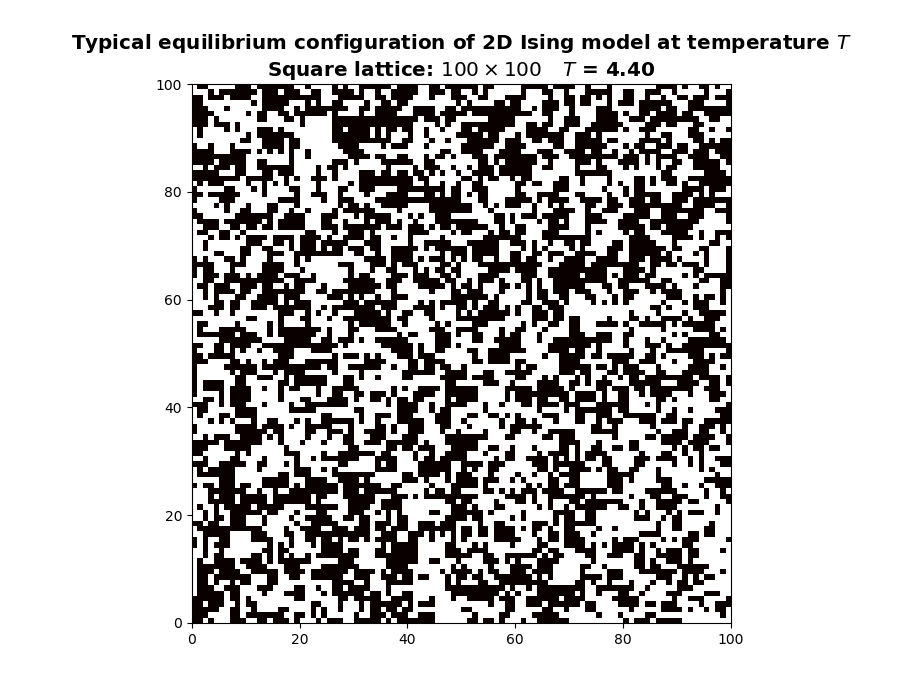 Typical equilibrium configuration of 2D Ising model at temperature T
Square lattice: 100 × 100 T = 4.40
100
80
60
40
20
0
0 20 40 60 80 100